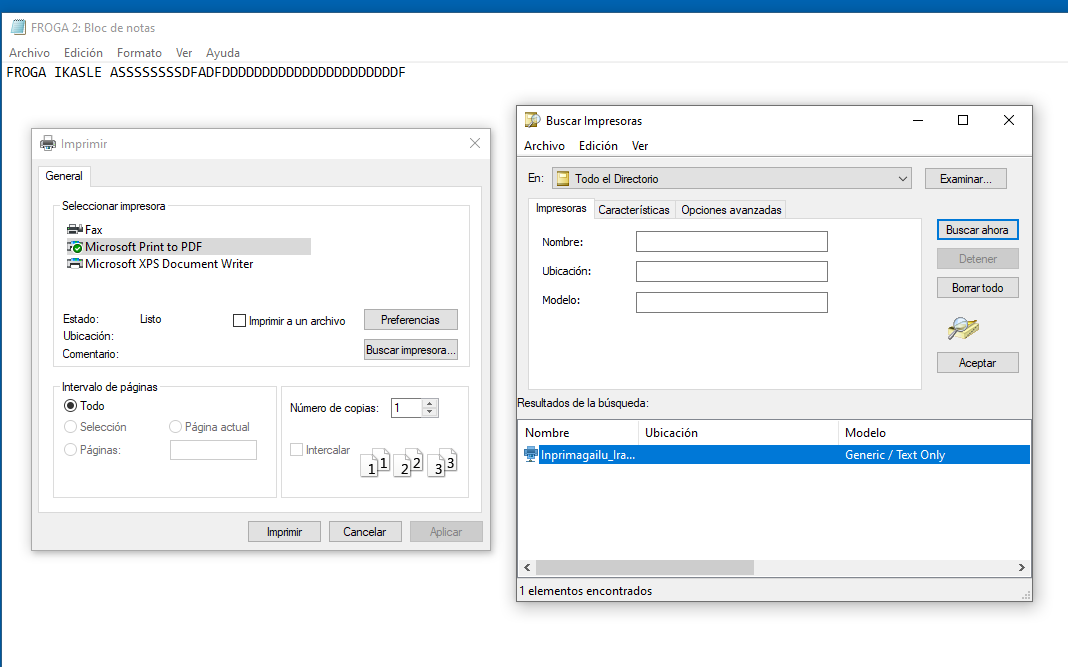 FROGA 2: Bloc de notas
Archivo Edición Formato Ver Ayuda
FROGA IKASLE ASSSSSSSSDFADFDDDDDDDDDDDDDDDDDDDDDF
Imprimir
General
Seleccionar impresora
Fax
Microsoft Print to PDF
Microsoft XPS Document Writer
Estado: Listo
Imprimir a un archivo
Preferencias
Ubicación:
Comentario:
Buscar impresora...
Intervalo de páginas
Todo
Selección Página actual
Páginas:
Número de copias: 1
Intercalar
1 1 2 2 3 3
Imprimir Cancelar Aplicar
Buscar Impresoras
Archivo Edición Ver
En: Todo el Directorio Examinar...
Impresoras Características Opciones avanzadas
Nombre:
Ubicación:
Modelo:
Buscar ahora
Detener
Borrar todo
Aceptar
Resultados de la búsqueda:
Nombre Ubicación Modelo
Inprimagailu_Ira... Generic / Text Only
1 elementos encontrados